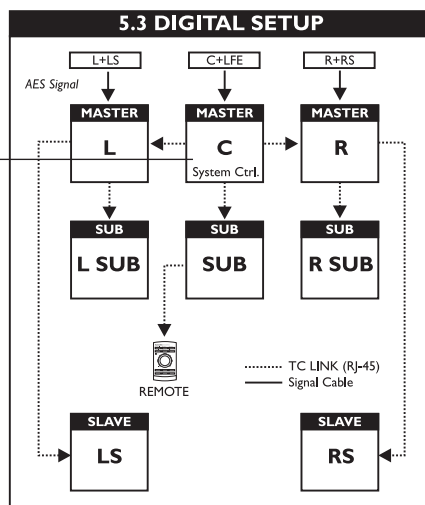 5.3 DIGITAL SETUP
L+LS
C+LFE
R+RS
AES Signal
MASTER
L
MASTER
C
System Ctrl.
MASTER
R
SUB
L SUB
SUB
SUB
SUB
R SUB
REMOTE
TC LINK (RJ-45)
Signal Cable
SLAVE
LS
SLAVE
RS